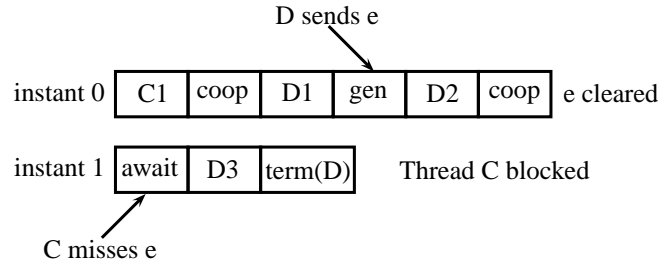 D sends e
instant 0 C1 coop D1 gen D2 coop e cleared
instant 1 await D3 term(D) Thread C blocked
C misses e